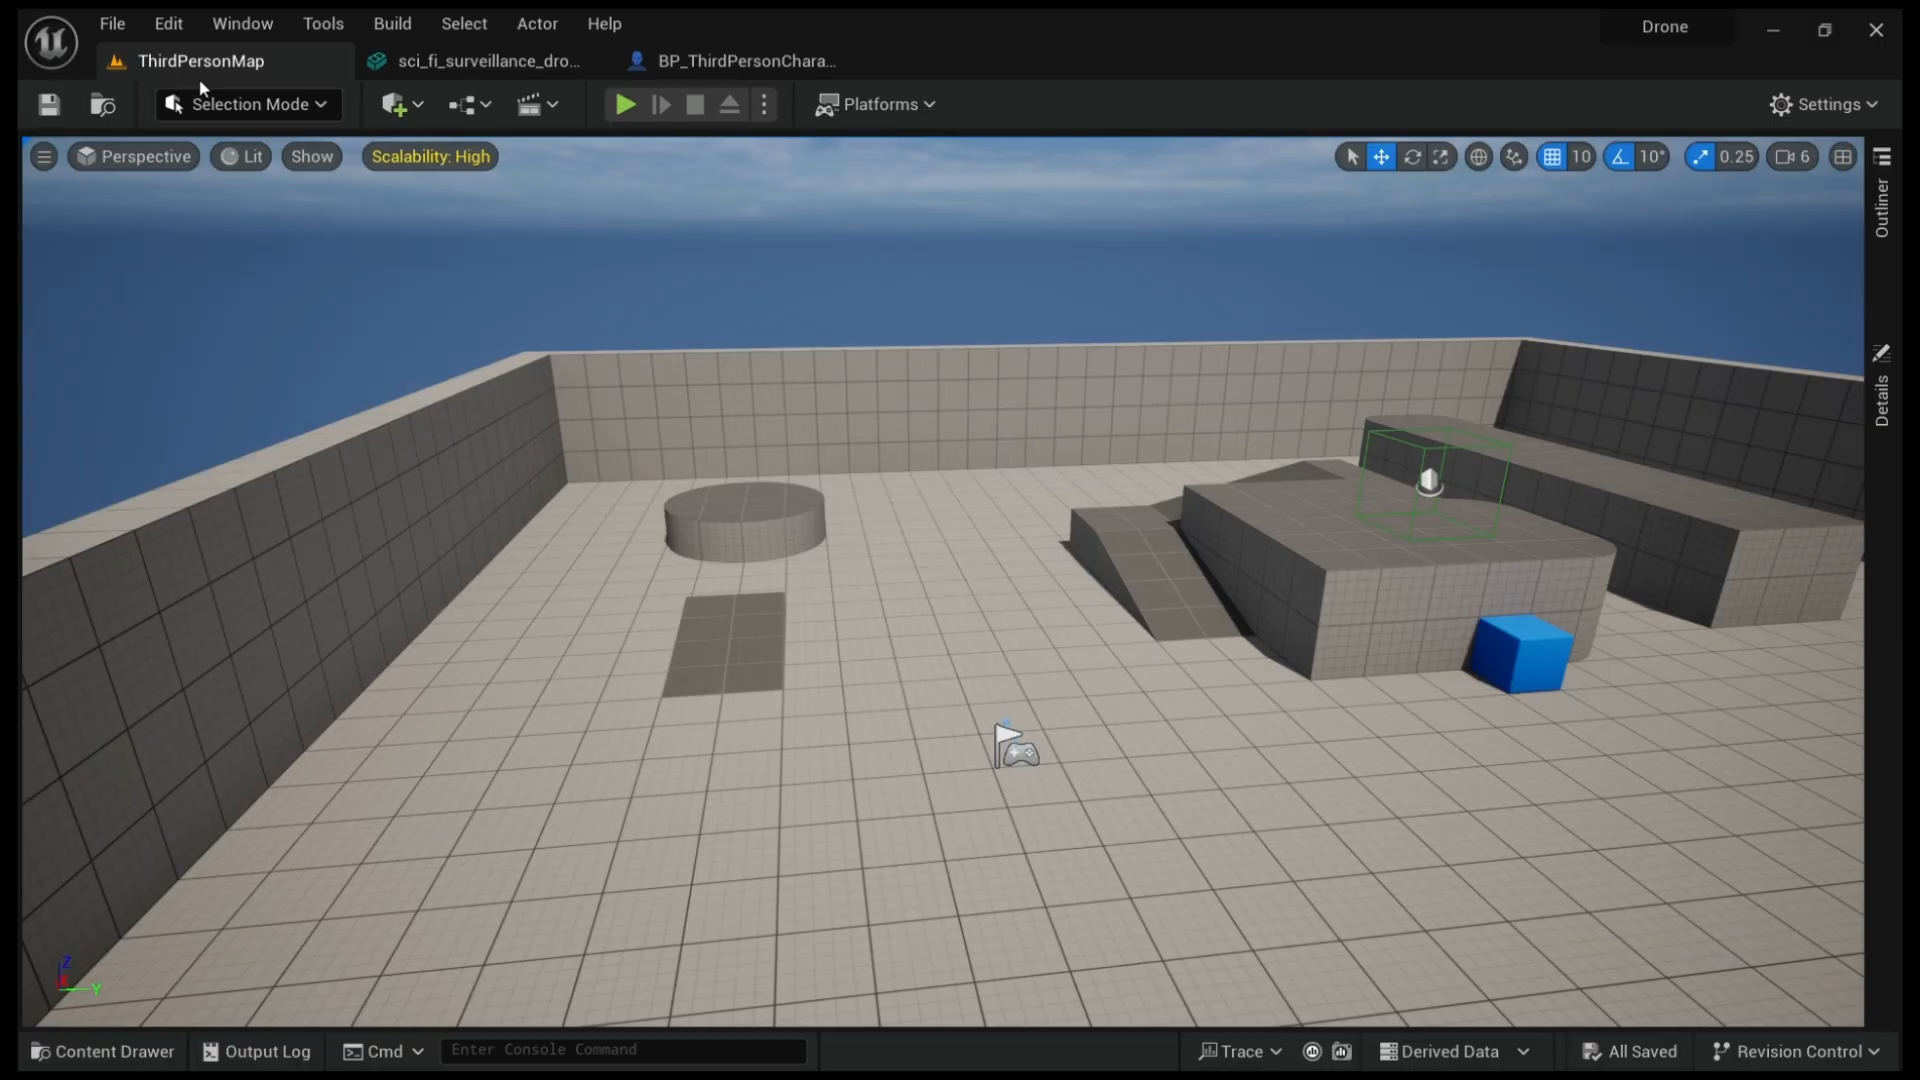 File Edit Window Tools Build Select Actor Help
Drone
ThirdPersonMap sci_fi_surveillance_dro... BP_ThirdPersonChara...
Selection Mode Platforms Settings
Perspective Lit Show Scalability: High 10 10° 0.25 6
Outliner
Details
Z
X
Y
Content Drawer Output Log Cmd Enter Console Command Trace Derived Data All Saved Revision Control